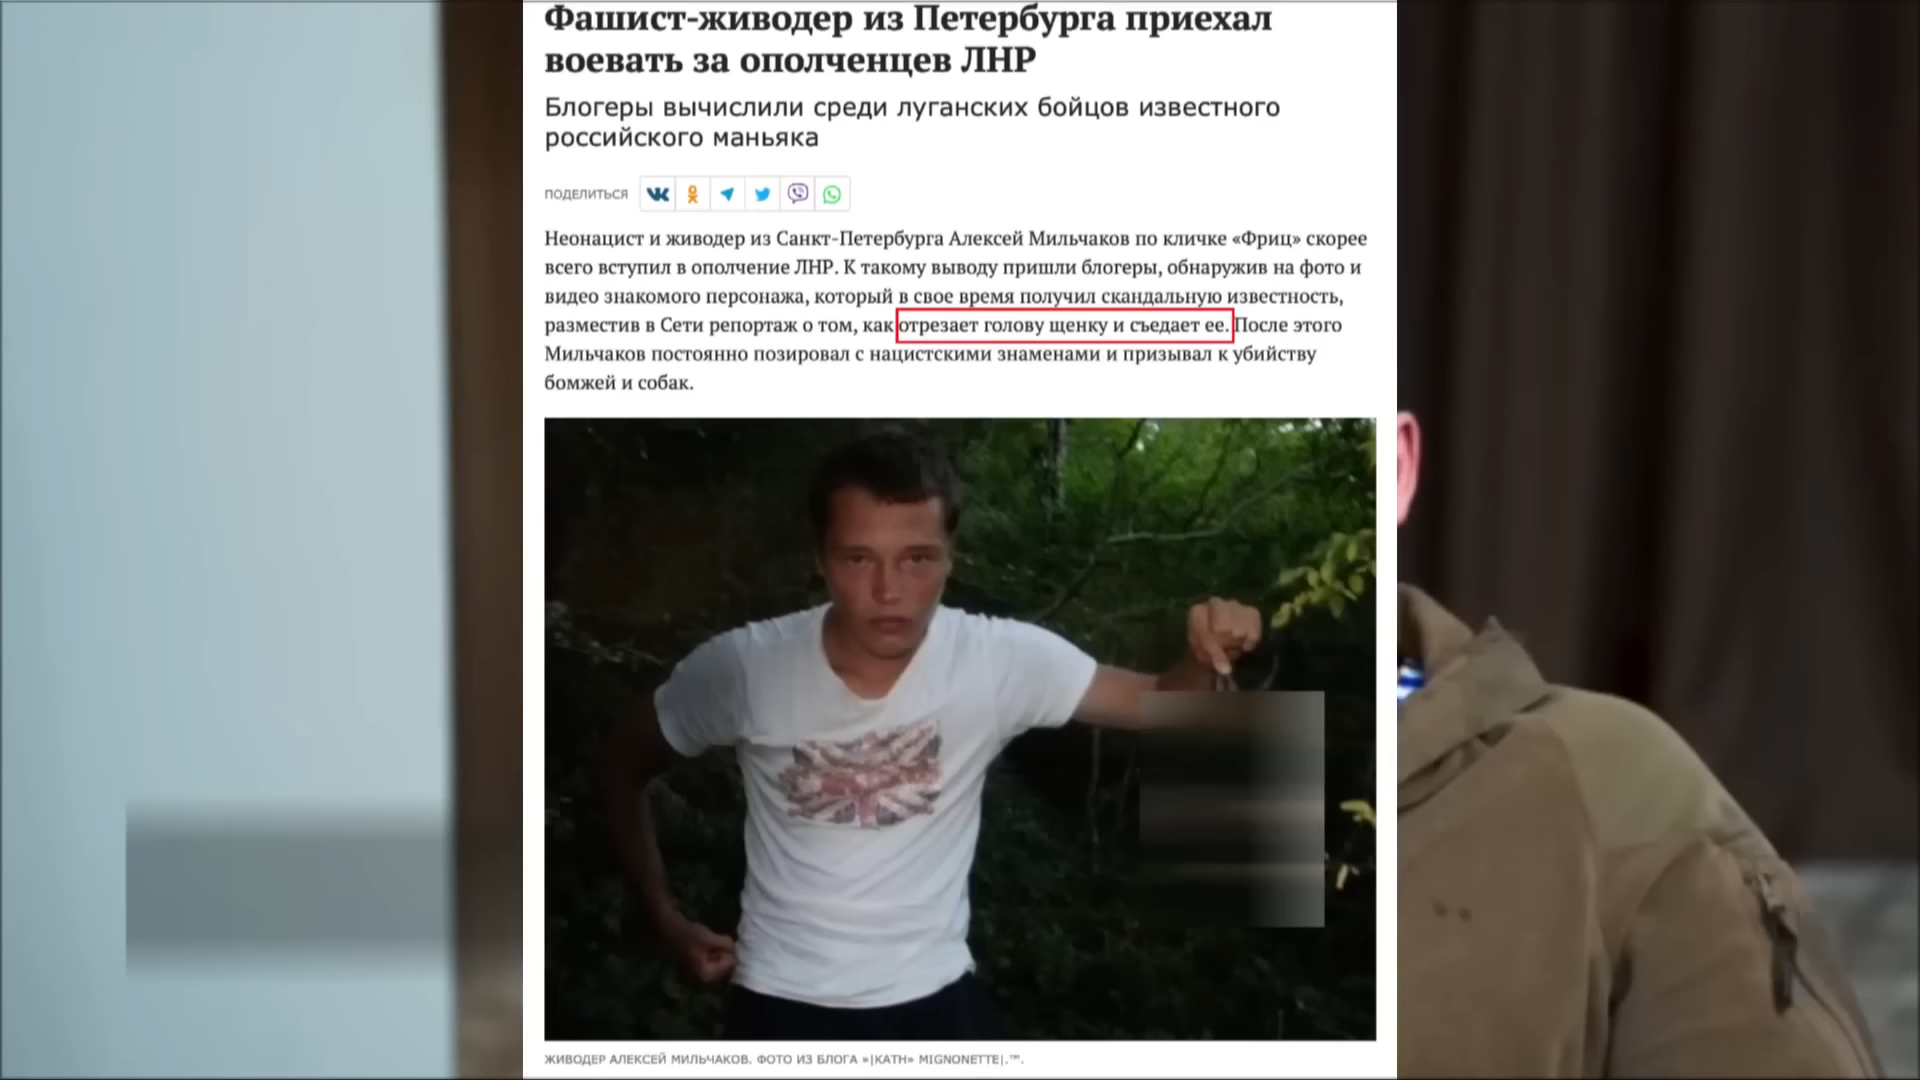 Фашист-живодер из Петербурга приехал
воевать за ополченцев ЛНР
Блогеры вычислили среди луганских бойцов известного
российского маньяка
ПОДЕЛИТЬСЯ
Неонацист и живодер из Санкт-Петербурга Алексей Мильчаков по кличке «Фриц» скорее
всего вступил в ополчение ЛНР. К такому выводу пришли блогеры, обнаружив на фото и
видео знакомого персонажа, который в свое время получил скандальную известность,
разместив в Сети репортаж о том, как отрезает голову щенку и съедает ее. После этого
Мильчаков постоянно позировал с нацистскими знаменами и призывал к убийству
бомжей и собак.
ЖИВОДЕР АЛЕКСЕЙ МИЛЬЧАКОВ. ФОТО ИЗ БЛОГА »|KATH» MIGNONETTE|.™.